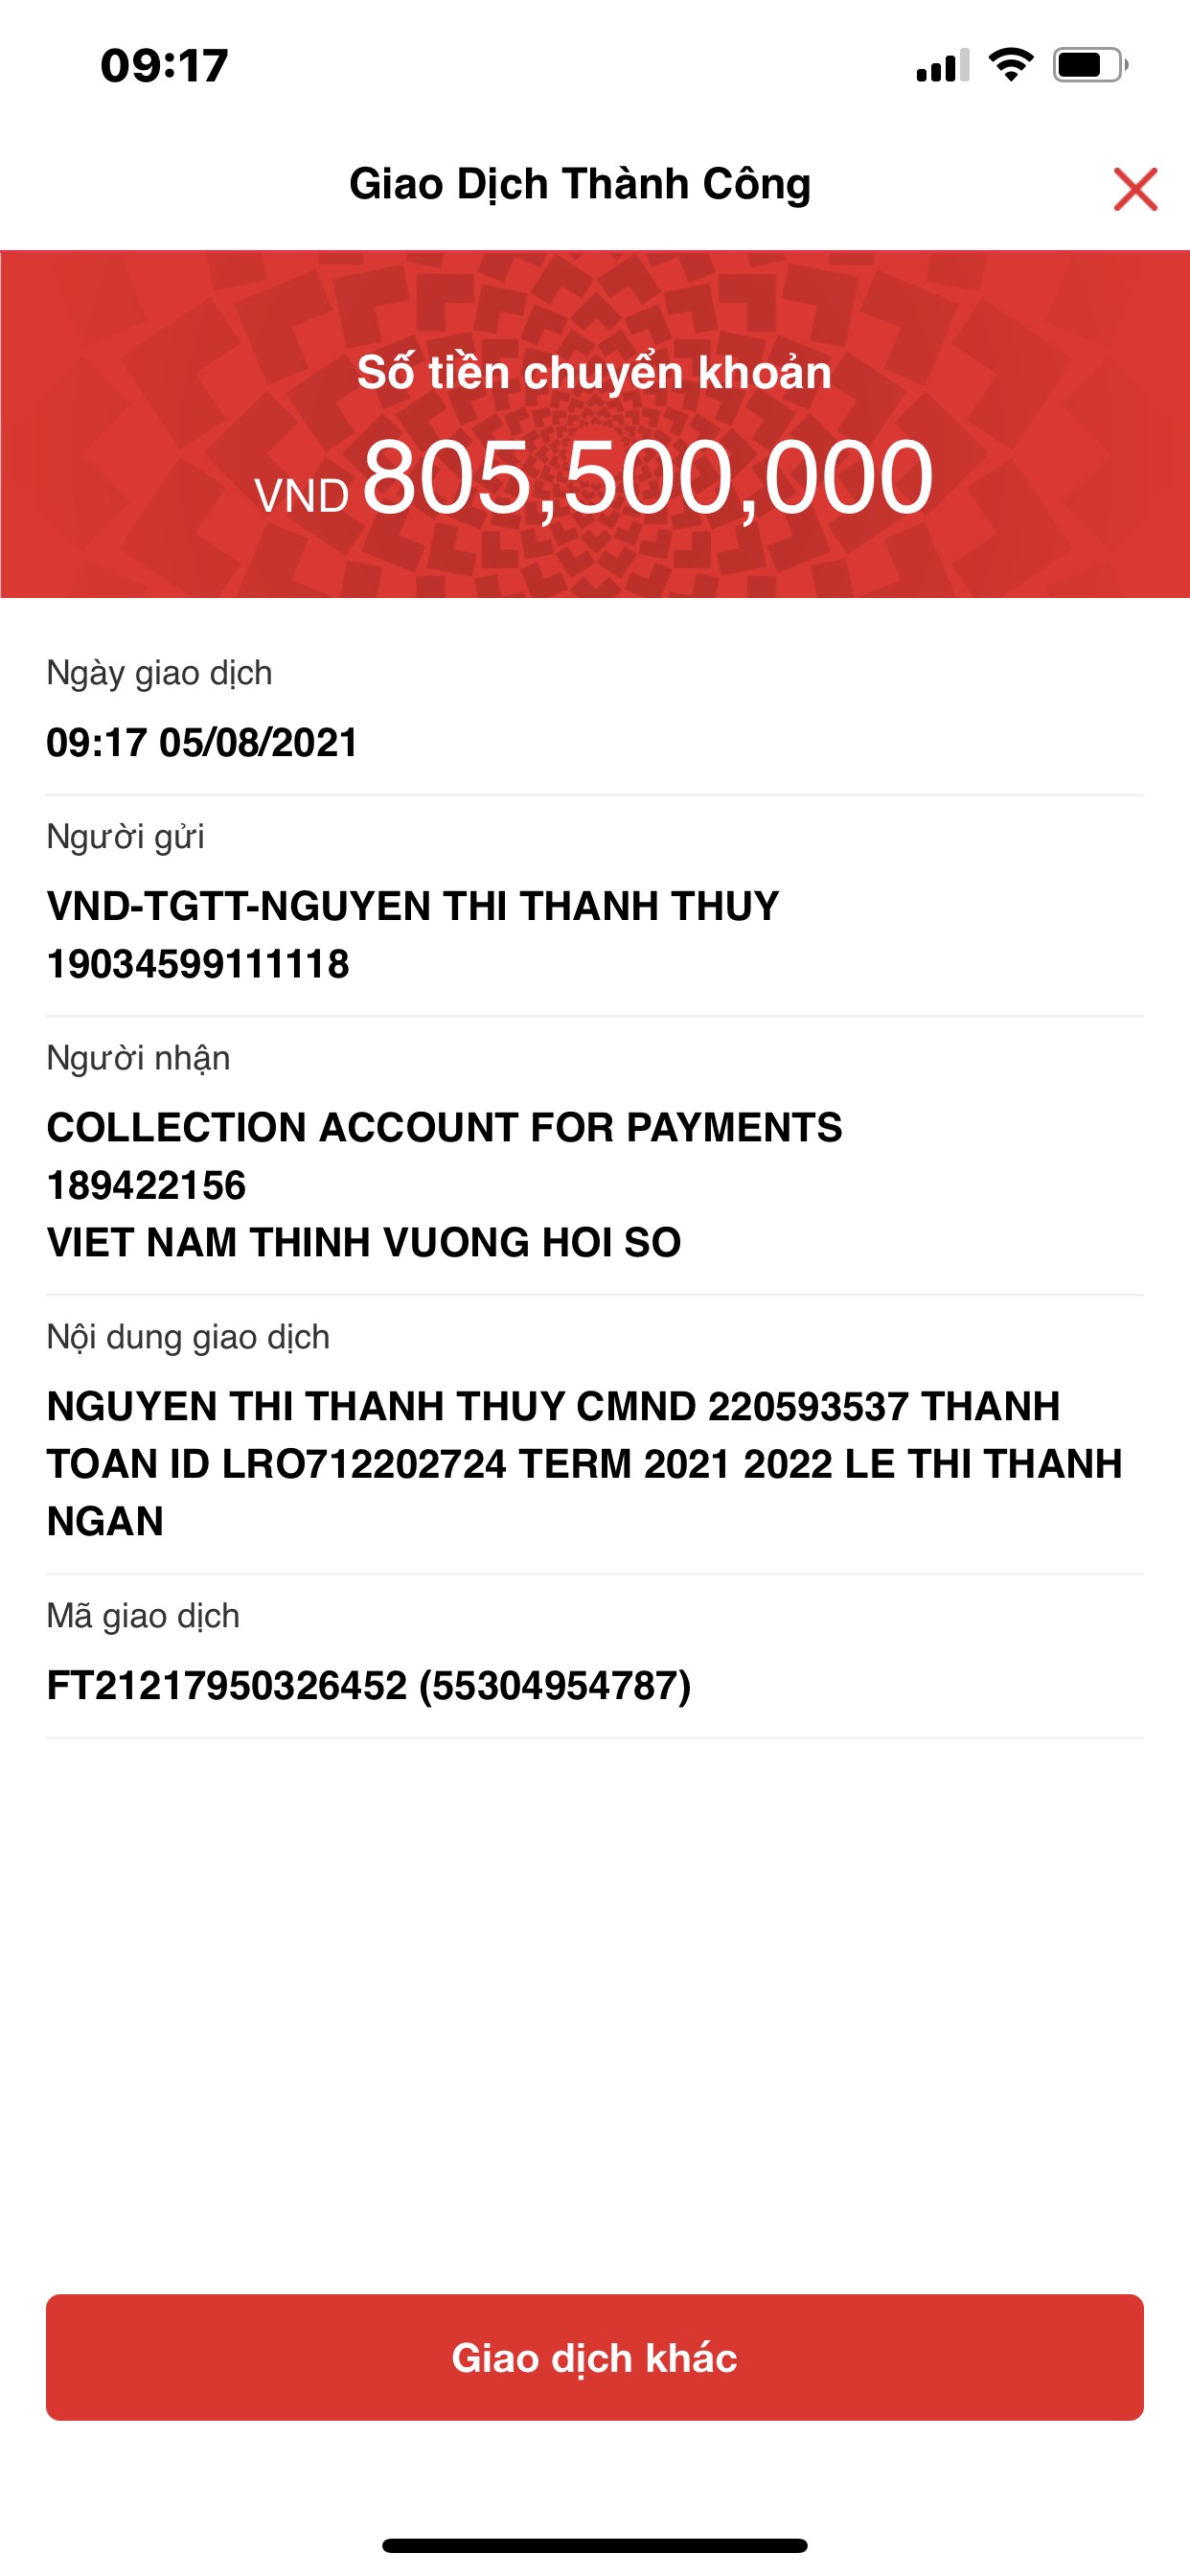 09:17
Giao Dịch Thành Công
Số tiền chuyển khoản
VND 805,500,000
Ngày giao dịch
09:17 05/08/2021
Người gửi
VND-TGTT-NGUYEN THI THANH THUY
19034599111118
Người nhận
COLLECTION ACCOUNT FOR PAYMENTS
189422156
VIET NAM THINH VUONG HOI SO
Nội dung giao dịch
NGUYEN THI THANH THUY CMND 220593537 THANH
TOAN ID LRO712202724 TERM 2021 2022 LE THI THANH
NGAN
Mã giao dịch
FT21217950326452 (55304954787)
Giao dịch khác